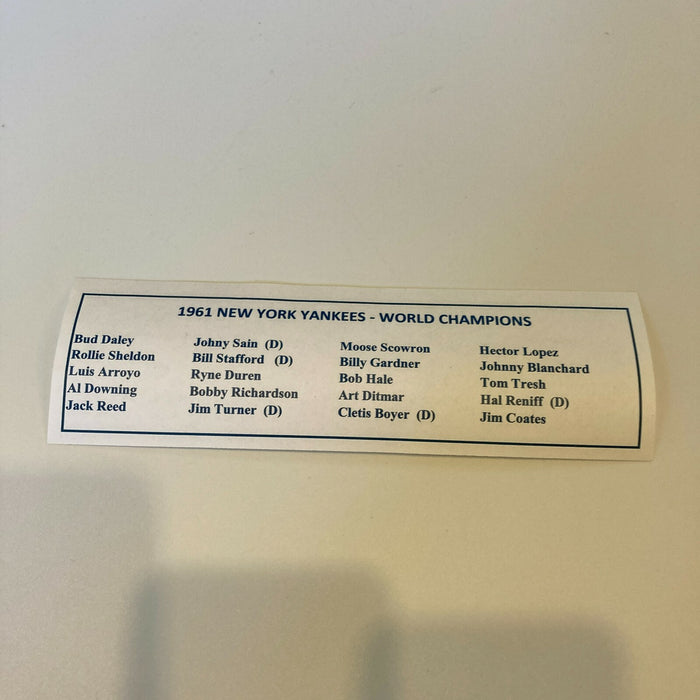 1961 NEW YORK YANKEES - WORLD CHAMPIONS
Bud Daley
Rollie Sheldon
Luis Arroyo
Al Downing
Jack Reed
Johny Sain (D)
Bill Stafford (D)
Ryne Duren
Bobby Richardson
Jim Turner (D)
Moose Scowron
Billy Gardner
Bob Hale
Art Ditmar
Cletis Boyer (D)
Hector Lopez
Johnny Blanchard
Tom Tresh
Hal Reniff (D)
Jim Coates